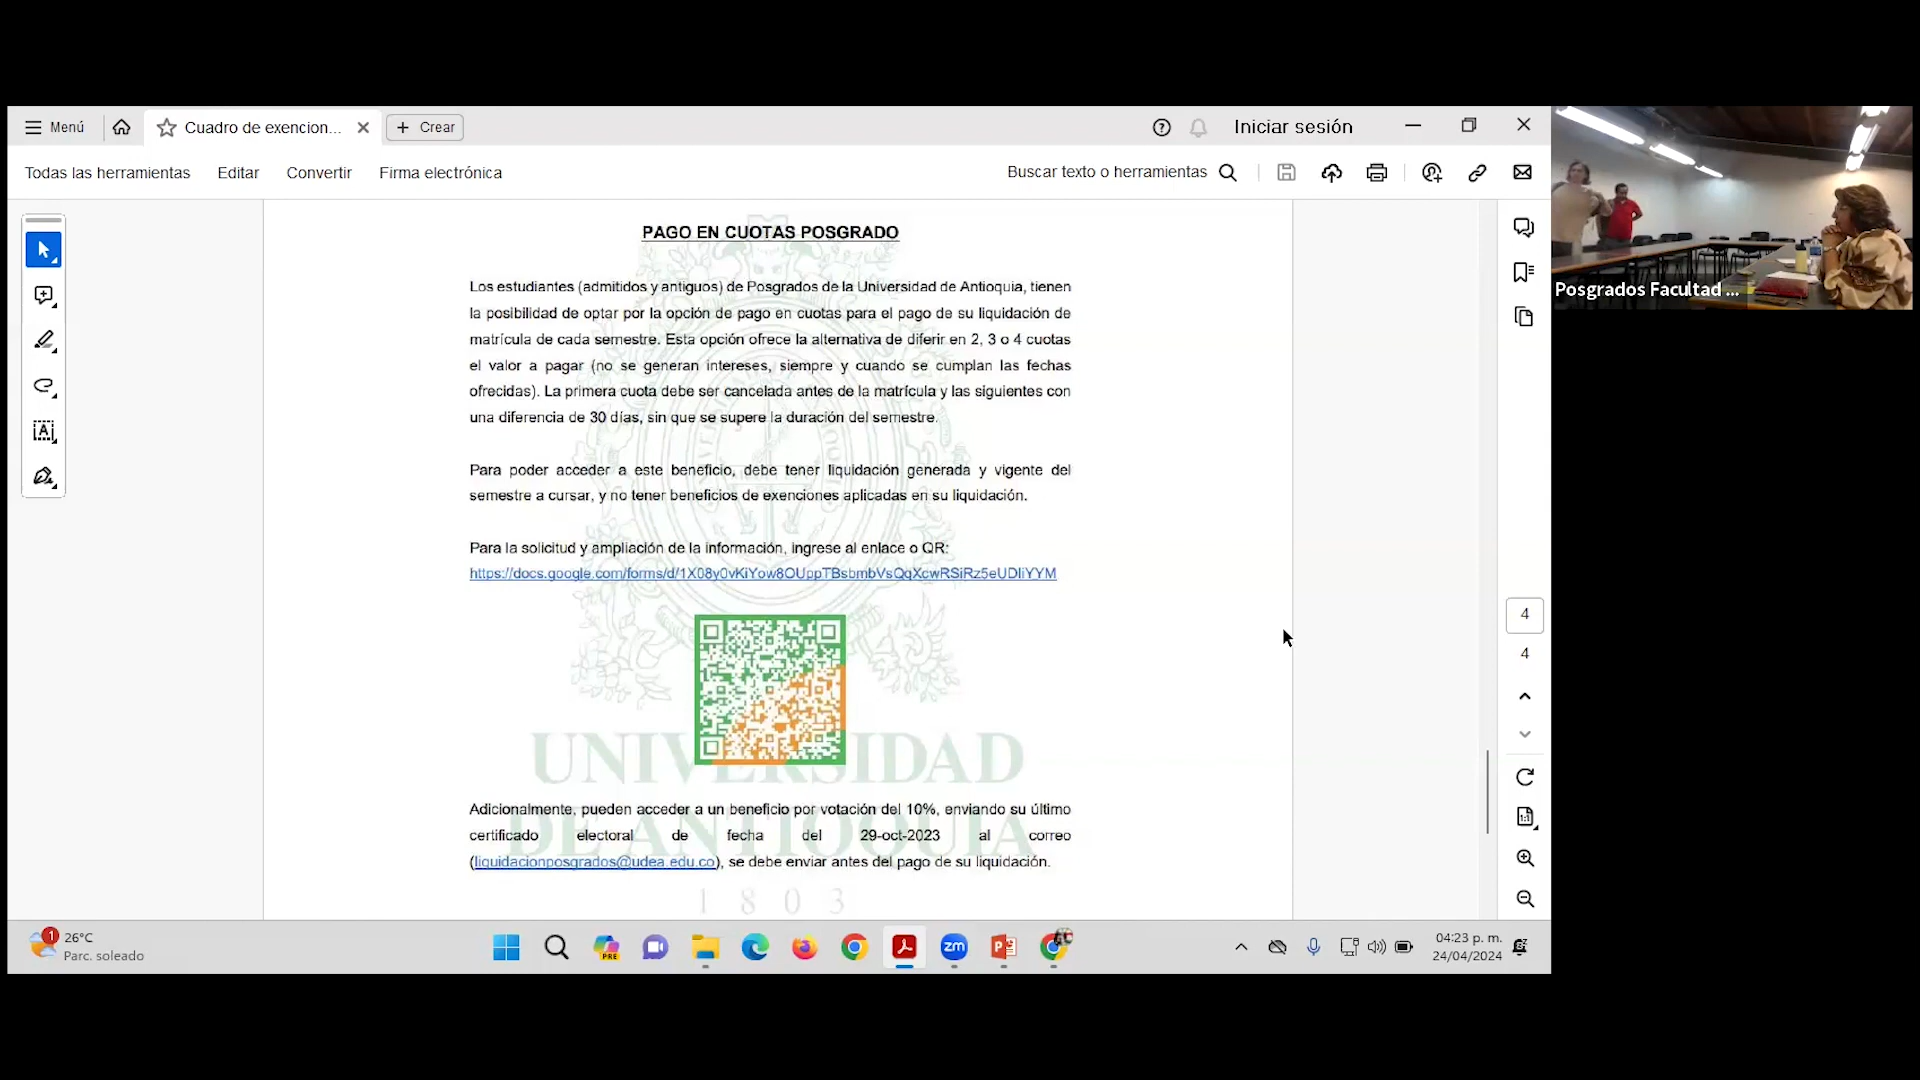 Menú
Cuadro de exencion...
Crear
Iniciar sesión
Todas las herramientas
Editar
Convertir
Firma electrónica
Buscar texto o herramientas
PAGO EN CUOTAS POSGRADO
Los estudiantes (admitidos y antiguos) de Posgrados de la Universidad de Antioquia, tienen
la posibilidad de optar por la opción de pago en cuotas para el pago de su liquidación de
matrícula de cada semestre. Esta opción ofrece la alternativa de diferir en 2, 3 o 4 cuotas
el valor a pagar (no se generan intereses, siempre y cuando se cumplan las fechas
ofrecidas). La primera cuota debe ser cancelada antes de la matrícula y las siguientes con
una diferencia de 30 días, sin que se supere la duración del semestre.
Para poder acceder a este beneficio, debe tener liquidación generada y vigente del
semestre a cursar, y no tener beneficios de exenciones aplicadas en su liquidación.
Para la solicitud y ampliación de la información, ingrese al enlace o QR:
https://docs.google.com/forms/d/1X08y0vKiYow8OUppTBsbmbVsQqXcwRSiRz5eUDIiYYM
UNIVERSIDAD
DE ANTIOQUIA
1803
Adicionalmente, pueden acceder a un beneficio por votación del 10%, enviando su último
certificado electoral de fecha del 29-oct-2023 al correo
(liquidacionposgrados@udea.edu.co), se debe enviar antes del pago de su liquidación.
4
4
Posgrados Facultad ...
1
26°C
Parc. soleado
PRE
zm
04:23 p. m.
24/04/2024